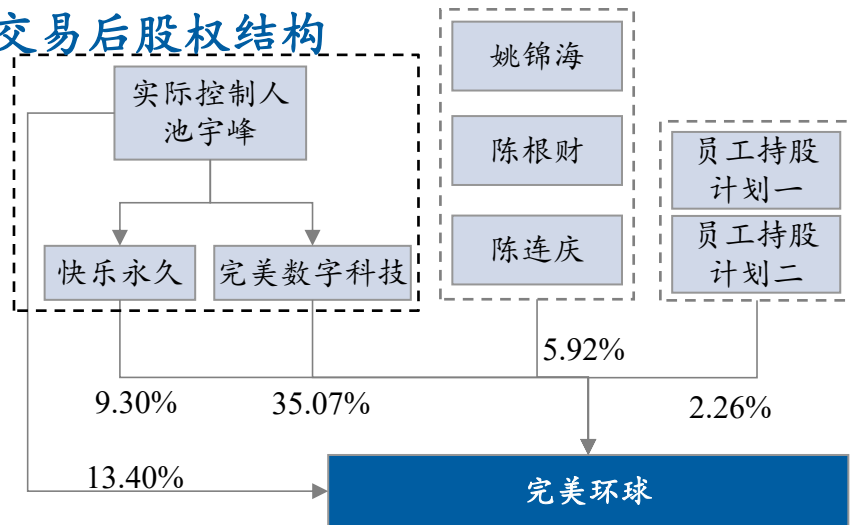 交易后股权结构
实际控制人
池宇峰
快乐永久
完美数字科技
姚锦海
陈根财
陈连庆
员工持股
计划一
员工持股
计划二
5.92%
9.30%
35.07%
2.26%
13.40%
完美环球